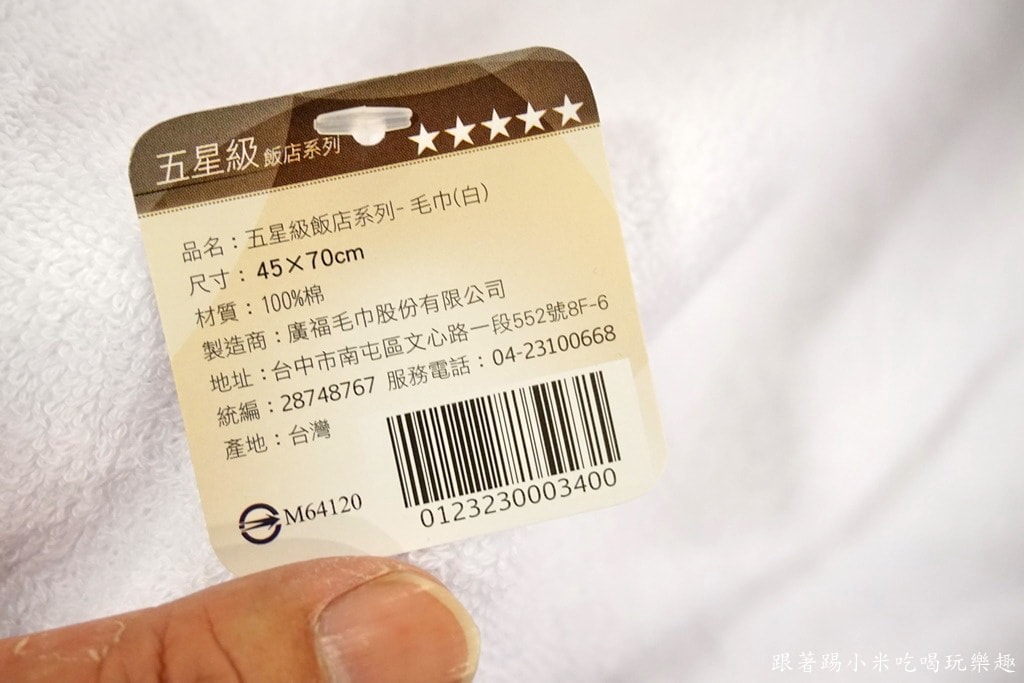 五星級 飯店系列
品名：五星級飯店系列-毛巾(白)
尺寸：45×70cm
材質：100%棉
製造商：廣福毛巾股份有限公司
地址：台中市南屯區文心路一段552號8F-6
統編：28748767 服務電話：04-23100668
產地：台灣
M64120
0123230003400
跟著踢小米吃喝玩樂趣